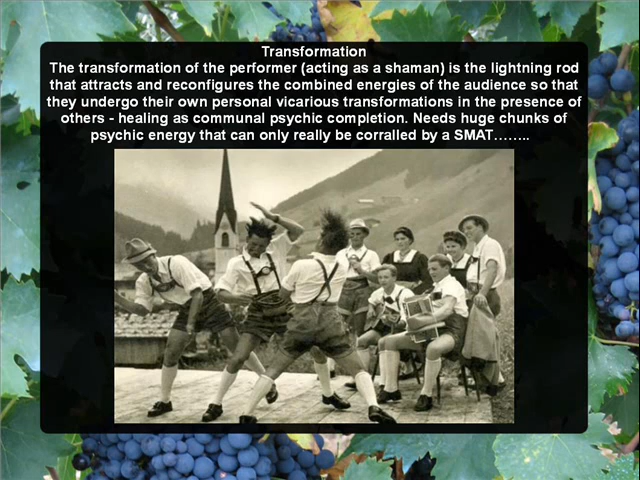 Transformation
The transformation of the performer (acting as a shaman) is the lightning rod
that attracts and reconfigures the combined energies of the audience so that
they undergo their own personal vicarious transformations in the presence of
others - healing as communal psychic completion. Needs huge chunks of
psychic energy that can only really be corralled by a SMAT……..